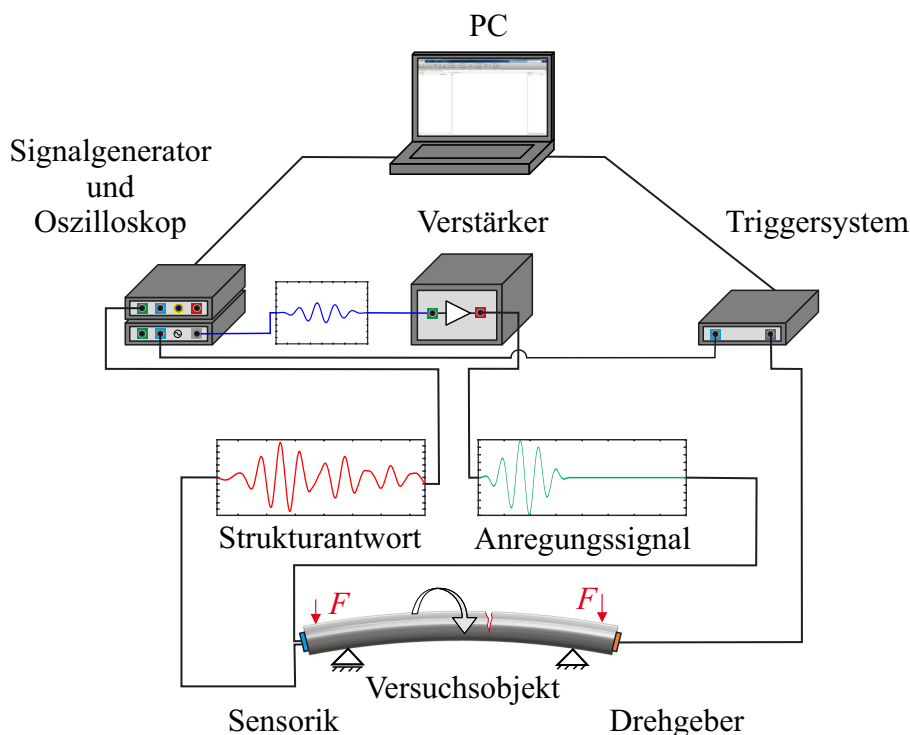 PC
Signalgenerator
und
Oszilloskop
Verstärker
Triggersystem
Strukturantwort
Anregungssignal
F
F
Versuchsobjekt
Sensorik
Drehgeber